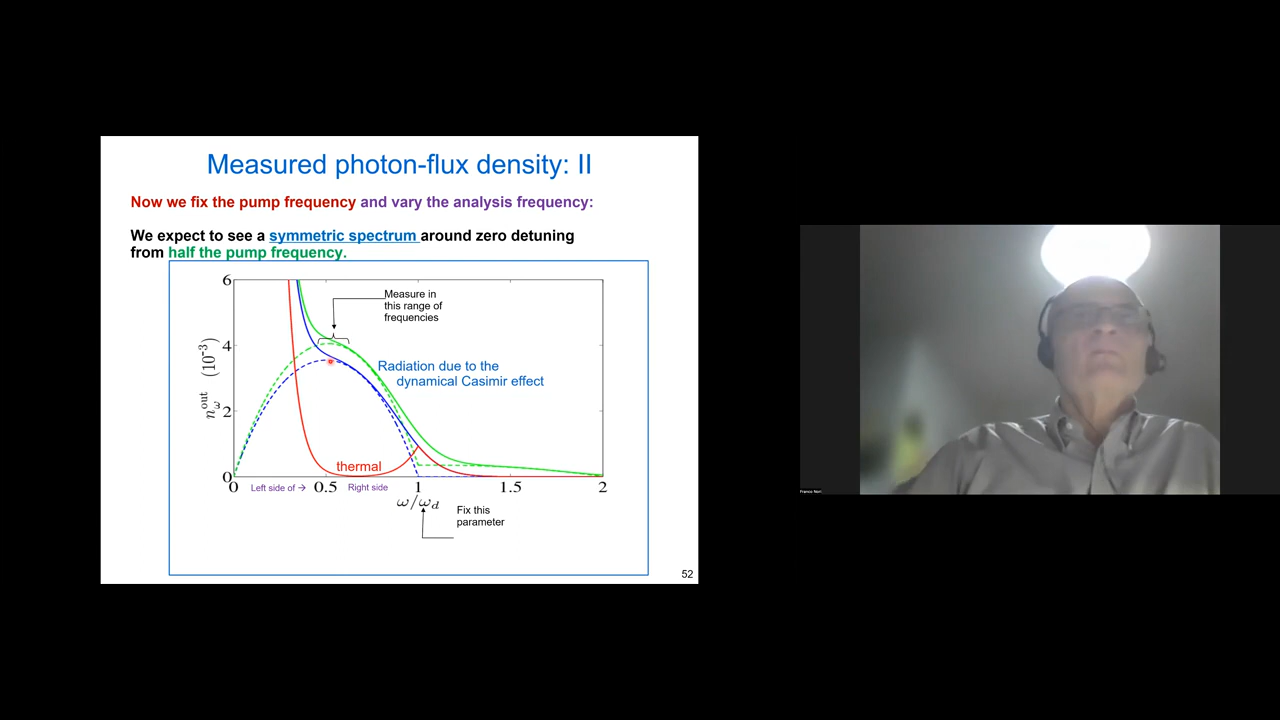 Measured photon-flux density: II
Now we fix the pump frequency and vary the analysis frequency:
We expect to see a symmetric spectrum around zero detuning
from half the pump frequency.
6
Measure in
this range of
frequencies
4
Radiation due to the
dynamical Casimir effect
n_ω^out (10^-3)
2
thermal
0
0
Left side of →
0.5
Right side
1
1.5
2
ω/ω_d
Fix this
parameter
52
Franco Nori